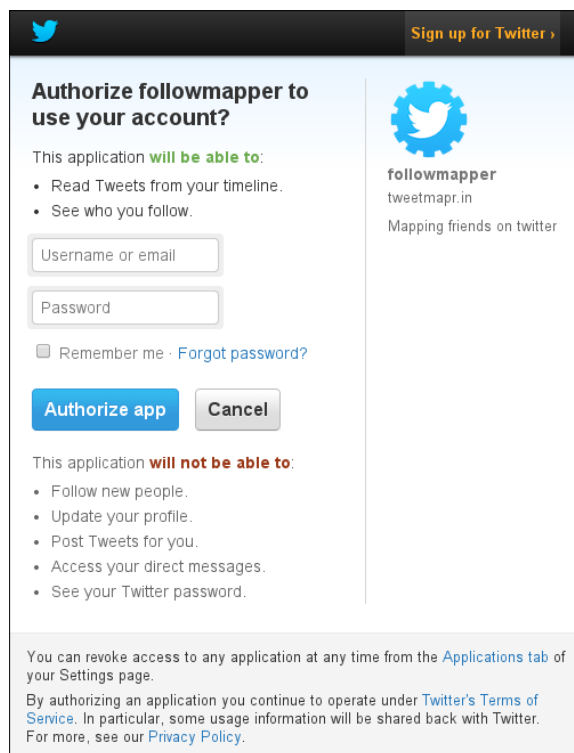 Sign up for Twitter ›
Authorize followmapper to
use your account?
This application will be able to:
• Read Tweets from your timeline.
• See who you follow.
Username or email
Password
Remember me · Forgot password?
Authorize app
Cancel
This application will not be able to:
• Follow new people.
• Update your profile.
• Post Tweets for you.
• Access your direct messages.
• See your Twitter password.
followmapper
tweetmapr.in
Mapping friends on twitter
You can revoke access to any application at any time from the Applications tab of
your Settings page.
By authorizing an application you continue to operate under Twitter's Terms of
Service. In particular, some usage information will be shared back with Twitter.
For more, see our Privacy Policy.